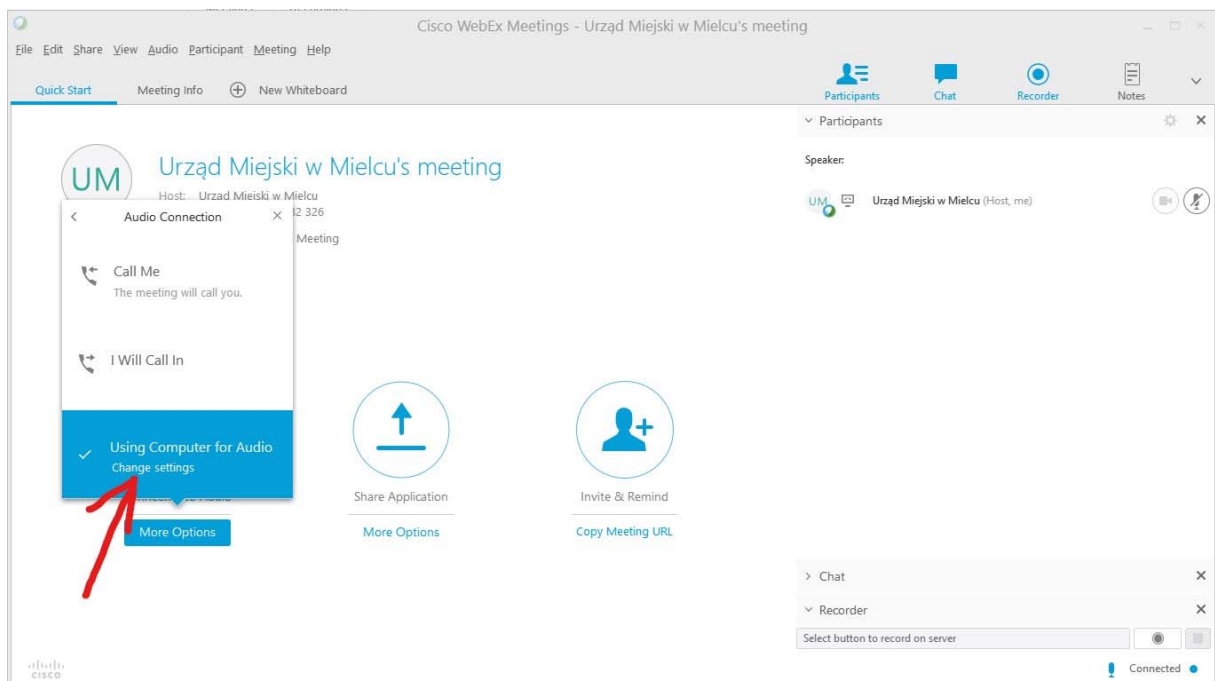 Cisco WebEx Meetings - Urząd Miejski w Mielcu's meeting
File Edit Share View Audio Participant Meeting Help
Quick Start Meeting Info New Whiteboard
Participants Chat Recorder Notes
Participants
Speaker:
UM Urząd Miejski w Mielcu (Host, me)
UM
Urząd Miejski w Mielcu's meeting
Host: Urząd Miejski w Mielcu
326
Meeting
Audio Connection
Call Me
The meeting will call you.
I Will Call In
Using Computer for Audio
Change settings
More Options
Share Application
More Options
Invite & Remind
Copy Meeting URL
Chat
Recorder
Select button to record on server
Connected
CISCO